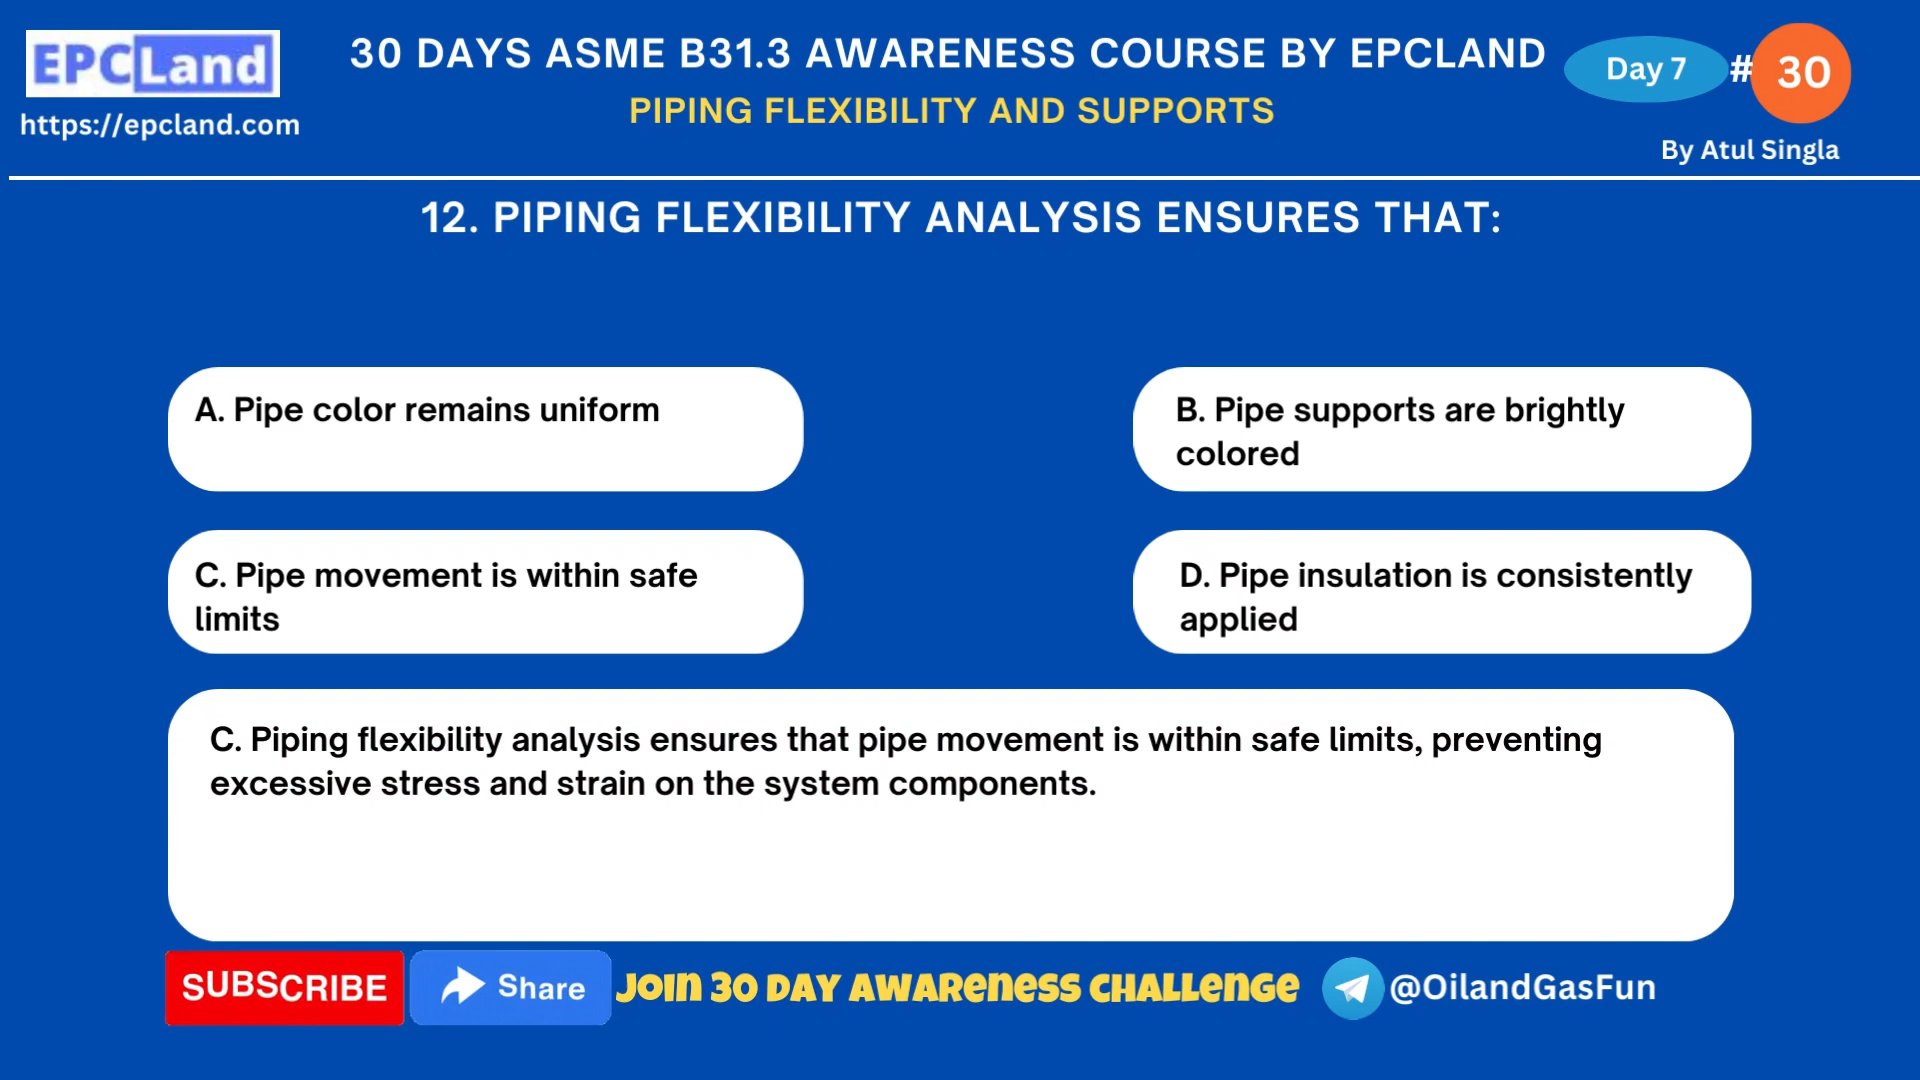 EPCLand
https://epcland.com
30 DAYS ASME B31.3 AWARENESS COURSE BY EPCLAND
PIPING FLEXIBILITY AND SUPPORTS
Day 7 # 30
By Atul Singla
12. PIPING FLEXIBILITY ANALYSIS ENSURES THAT:
A. Pipe color remains uniform
B. Pipe supports are brightly
colored
C. Pipe movement is within safe
limits
D. Pipe insulation is consistently
applied
C. Piping flexibility analysis ensures that pipe movement is within safe limits, preventing
excessive stress and strain on the system components.
SUBSCRIBE
Share
Join 30 Day Awareness Challenge
@OilandGasFun